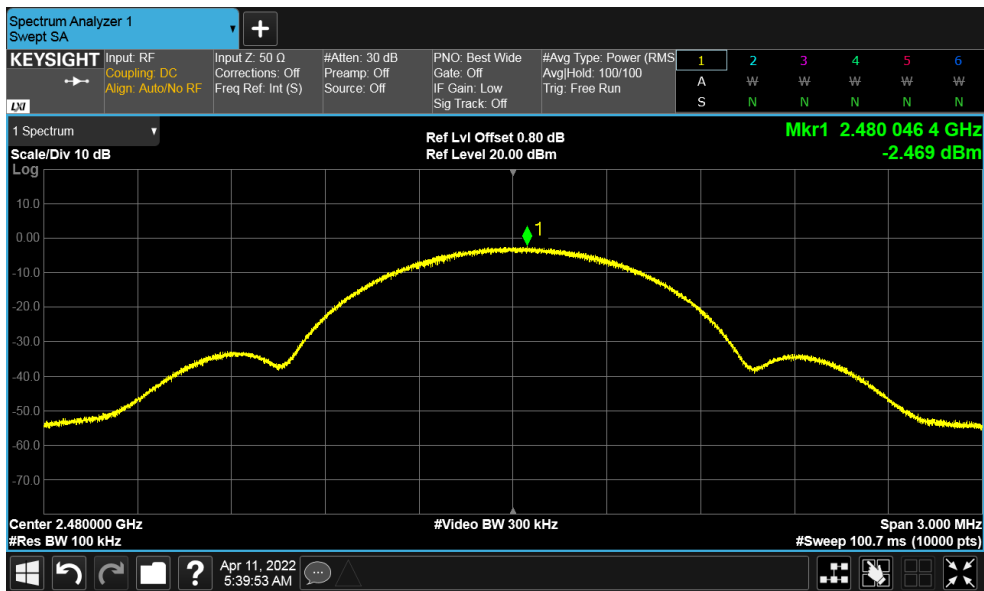 Spectrum Analyzer 1
Swept SA
+
KEYSIGHT
LXI
Input: RF
Coupling: DC
Align: Auto/No RF
Input Z: 50 Ω
Corrections: Off
Freq Ref: Int (S)
#Atten: 30 dB
Preamp: Off
Source: Off
PNO: Best Wide
Gate: Off
IF Gain: Low
Sig Track: Off
#Avg Type: Power (RMS
Avg|Hold: 100/100
Trig: Free Run
1 2 3 4 5 6
A W W W W W
S N N N N N
1 Spectrum
Scale/Div 10 dB
Ref Lvl Offset 0.80 dB
Ref Level 20.00 dBm
Mkr1 2.480 046 4 GHz
-2.469 dBm
Log
10.0
0.00
-10.0
-20.0
-30.0
-40.0
-50.0
-60.0
-70.0
1
Center 2.480000 GHz
#Res BW 100 kHz
#Video BW 300 kHz
Span 3.000 MHz
#Sweep 100.7 ms (10000 pts)
?
Apr 11, 2022
5:39:53 AM